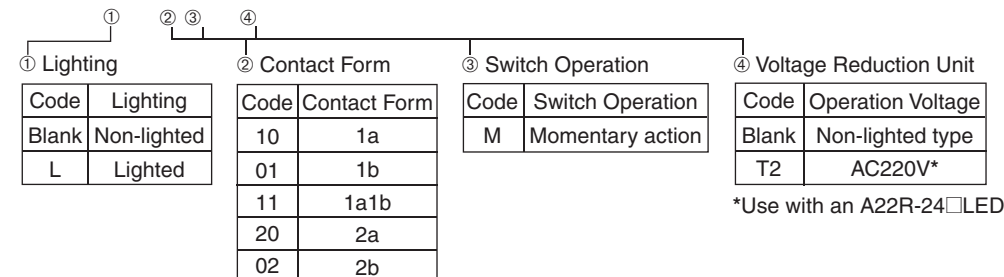 ① ② ③ ④
① Lighting
Code Lighting
Blank Non-lighted
L Lighted
② Contact Form
Code Contact Form
10 1a
01 1b
11 1a1b
20 2a
02 2b
③ Switch Operation
Code Switch Operation
M Momentary action
④ Voltage Reduction Unit
Code Operation Voltage
Blank Non-lighted type
T2 AC220V*
*Use with an A22R-24□LED